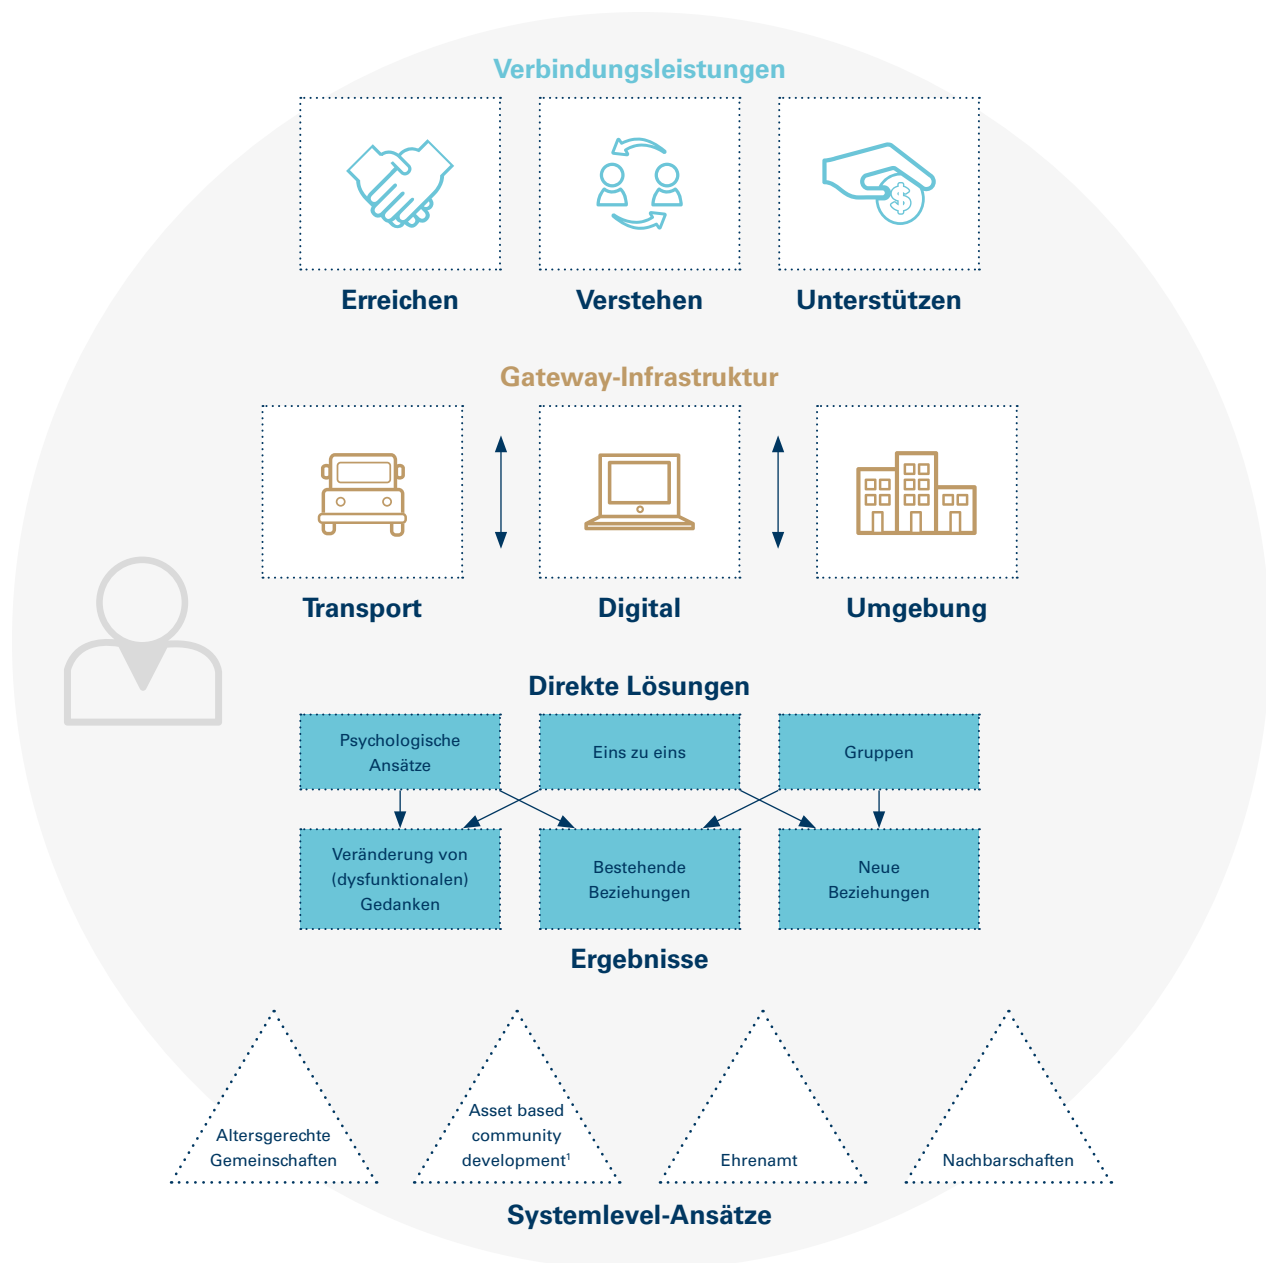 Verbindungsleistungen
Erreichen
Verstehen
Unterstützen
Gateway-Infrastruktur
Transport
Digital
Umgebung
Direkte Lösungen
Psychologische
Ansätze
Eins zu eins
Gruppen
Veränderung von
(dysfunktionalen)
Gedanken
Bestehende
Beziehungen
Neue
Beziehungen
Ergebnisse
Altersgerechte
Gemeinschaften
Asset based
community
development¹
Ehrenamt
Nachbarschaften
Systemlevel-Ansätze